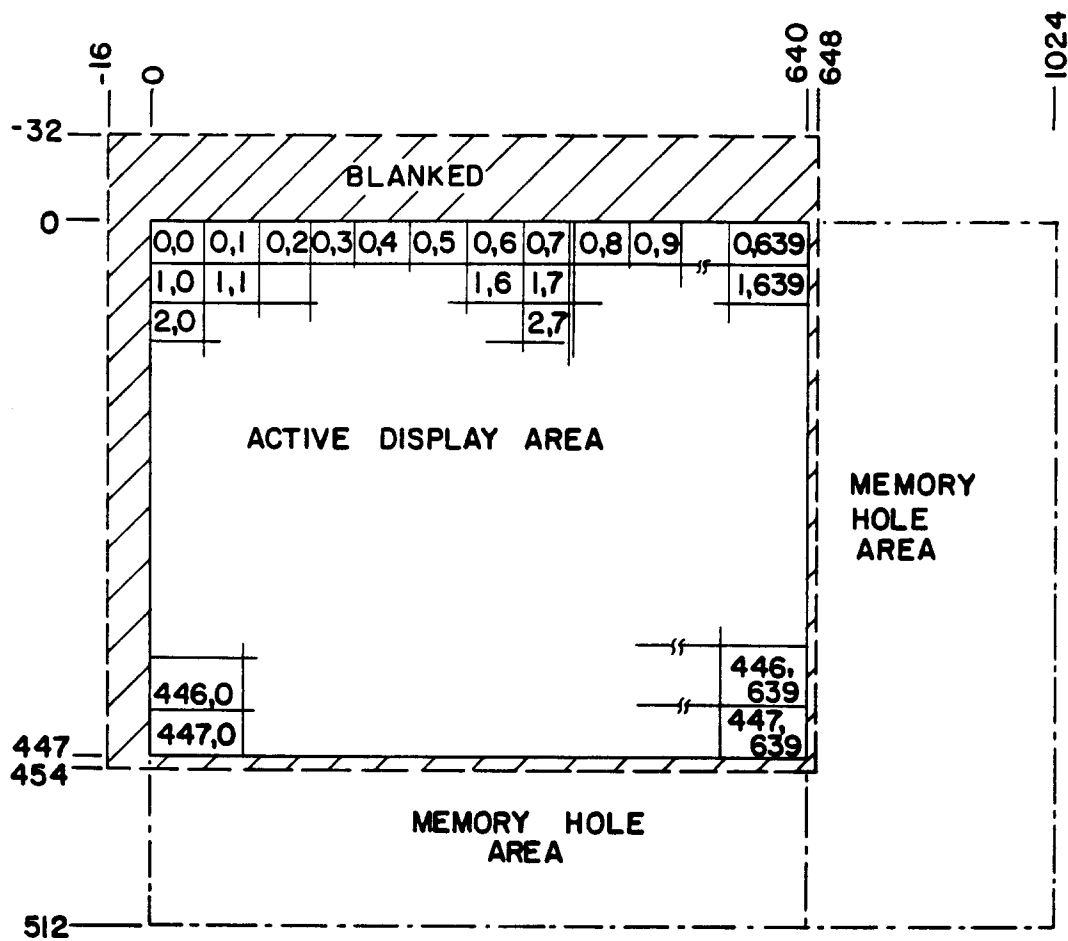 -16 0 640 648 1024
-32
BLANKED
0
0,0 0,1 0,2 0,3 0,4 0,5 0,6 0,7 0,8 0,9 0,639
1,0 1,1 1,6 1,7 1,639
2,0 2,7
ACTIVE DISPLAY AREA
MEMORY
HOLE
AREA
446,0 446,
639
447,0 447,
639
447
454
MEMORY HOLE
AREA
512